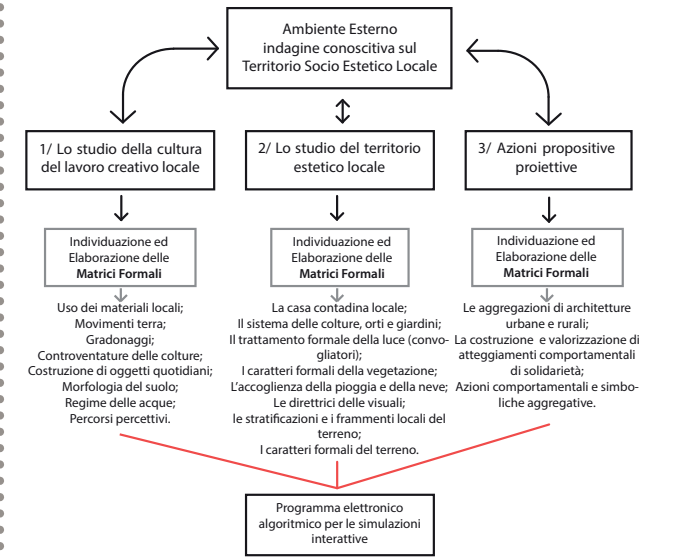 Ambiente Esterno
indagine conoscitiva sul
Territorio Socio Estetico Locale
1/ Lo studio della cultura
del lavoro creativo locale
2/ Lo studio del territorio
estetico locale
3/ Azioni propositive
proiettive
Individuazione ed
Elaborazione delle
Matrici Formali
Individuazione ed
Elaborazione delle
Matrici Formali
Individuazione ed
Elaborazione delle
Matrici Formali
Uso dei materiali locali;
Movimenti terra;
Gradonaggi;
Controventature delle colture;
Costruzione di oggetti quotidiani;
Morfologia del suolo;
Regime delle acque;
Percorsi percettivi.
La casa contadina locale;
Il sistema delle colture, orti e giardini;
Il trattamento formale della luce (convo-
gliatori);
I caratteri formali della vegetazione;
L'accoglienza della pioggia e della neve;
Le direttrici delle visuali;
le stratificazioni e i frammenti locali del
terreno;
I caratteri formali del terreno.
Le aggregazioni di architetture
urbane e rurali;
La costruzione e valorizzazione di
atteggiamenti comportamentali
di solidarietà;
Azioni comportamentali e simbo-
liche aggregative.
Programma elettronico
algoritmico per le simulazioni
interattive